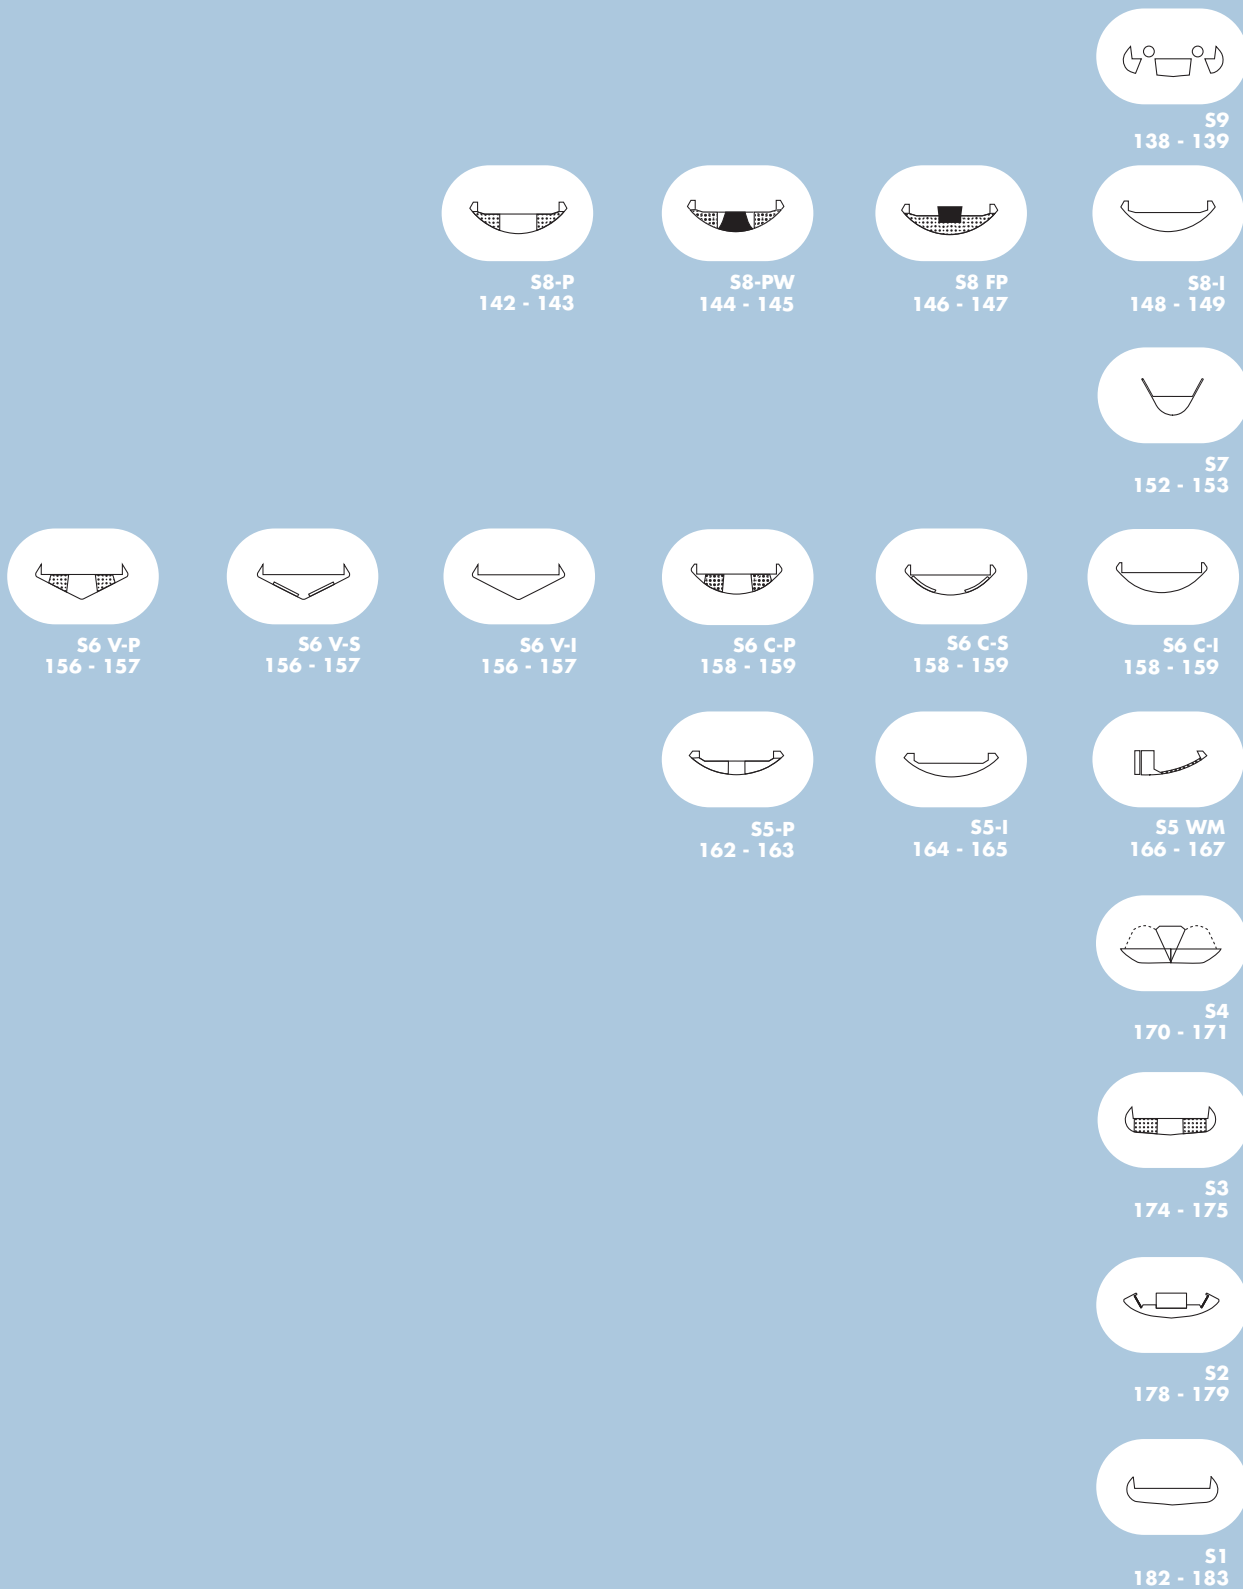 S9
138 - 139
S8-P
142 - 143
S8-PW
144 - 145
S8 FP
146 - 147
S8-I
148 - 149
S7
152 - 153
S6 V-P
156 - 157
S6 V-S
156 - 157
S6 V-I
156 - 157
S6 C-P
158 - 159
S6 C-S
158 - 159
S6 C-I
158 - 159
S5-P
162 - 163
S5-I
164 - 165
S5 WM
166 - 167
S4
170 - 171
S3
174 - 175
S2
178 - 179
S1
182 - 183